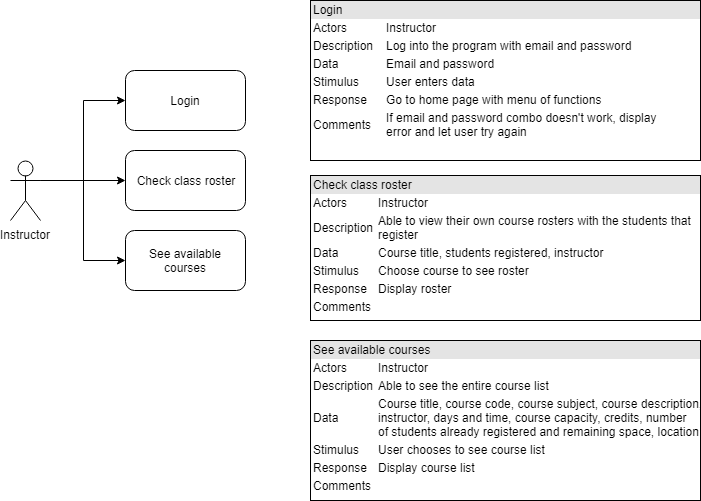 Instructor
Login
Check class roster
See available
courses
Login
Actors Instructor
Description Log into the program with email and password
Data Email and password
Stimulus User enters data
Response Go to home page with menu of functions
Comments If email and password combo doesn't work, display
error and let user try again
Check class roster
Actors Instructor
Description Able to view their own course rosters with the students that
register
Data Course title, students registered, instructor
Stimulus Choose course to see roster
Response Display roster
Comments
See available courses
Actors Instructor
Description Able to see the entire course list
Data Course title, course code, course subject, course description
instructor, days and time, course capacity, credits, number
of students already registered and remaining space, location
Stimulus User chooses to see course list
Response Display course list
Comments